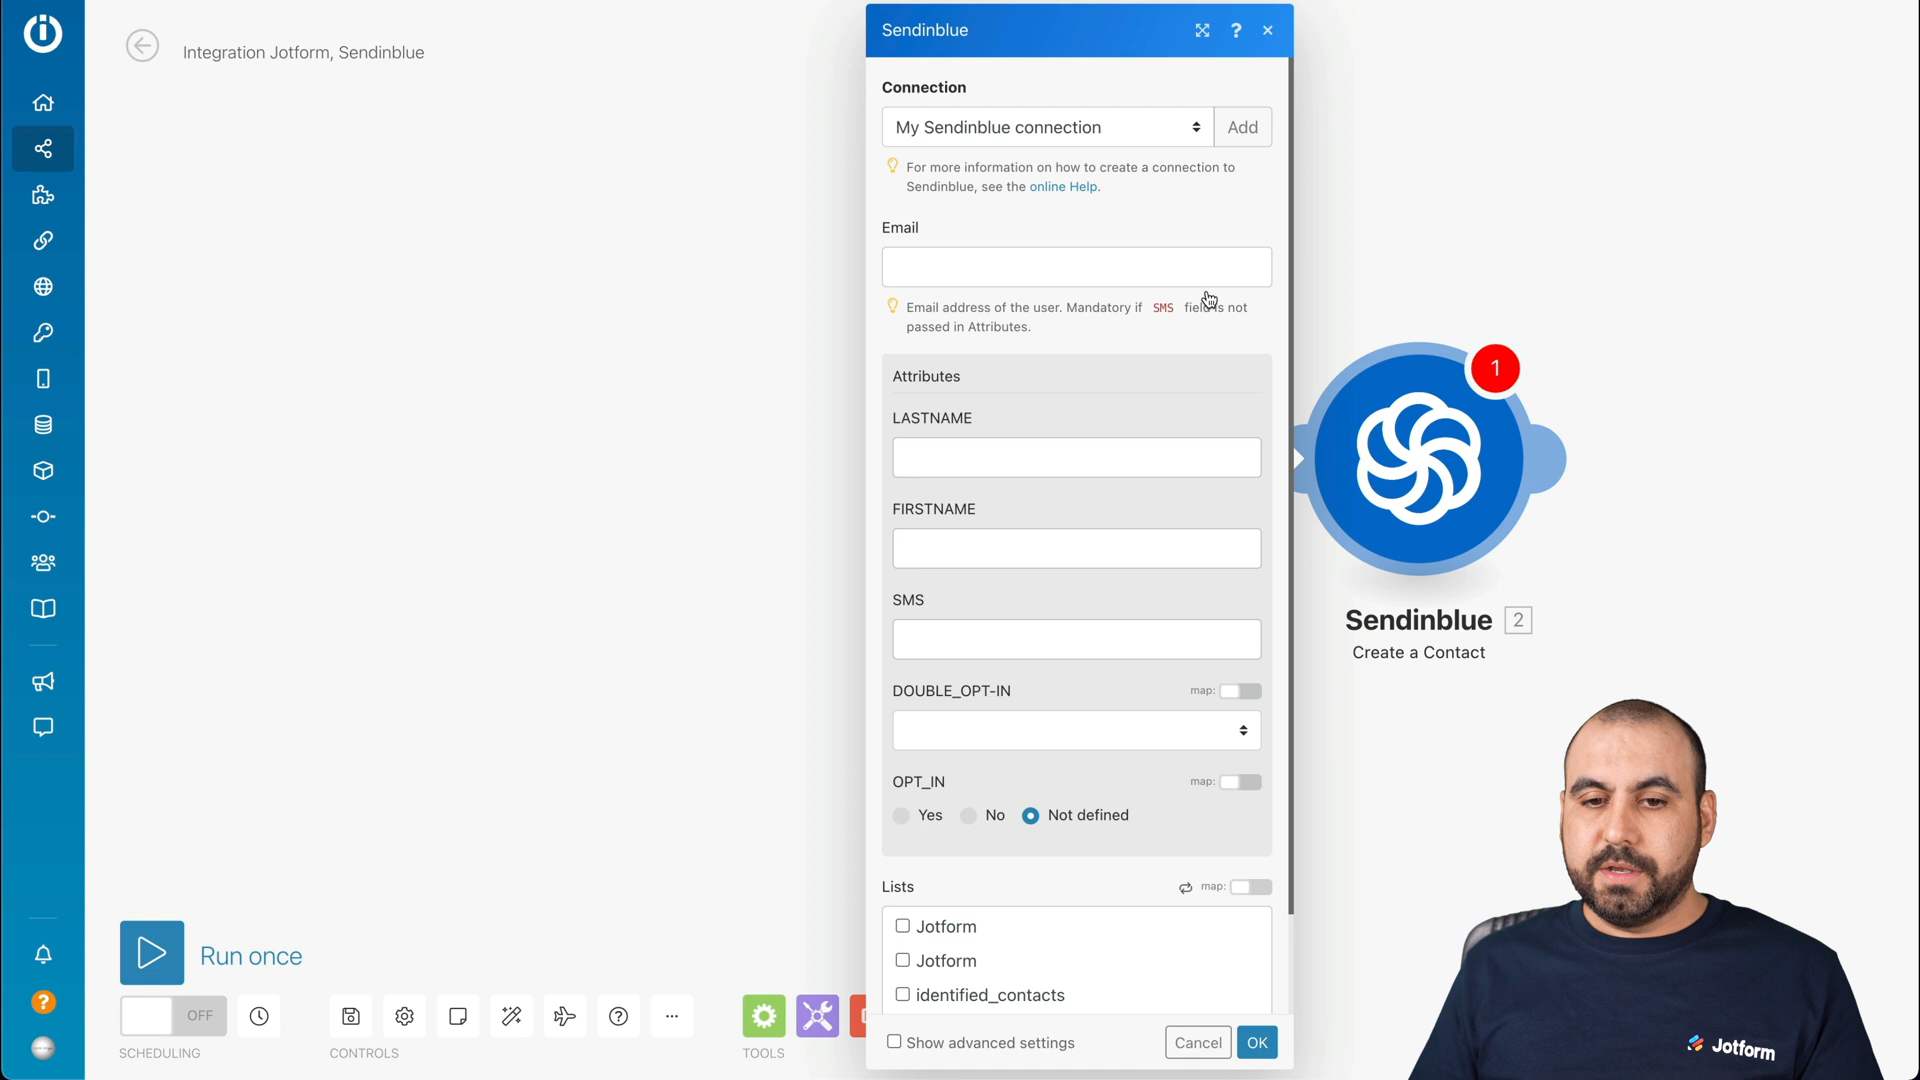 Integration Jotform, Sendinblue
Sendinblue
?
Connection
My Sendinblue connection
Add
For more information on how to create a connection to
Sendinblue, see the online Help.
Email
Email address of the user. Mandatory if SMS field is not
passed in Attributes.
Attributes
LASTNAME
FIRSTNAME
SMS
DOUBLE_OPT-IN
map:
OPT_IN
map:
Yes
No
Not defined
Lists
map:
Jotform
Jotform
identified_contacts
Show advanced settings
Cancel
OK
1
Sendinblue 2
Create a Contact
Run once
OFF
SCHEDULING
CONTROLS
TOOLS
Jotform